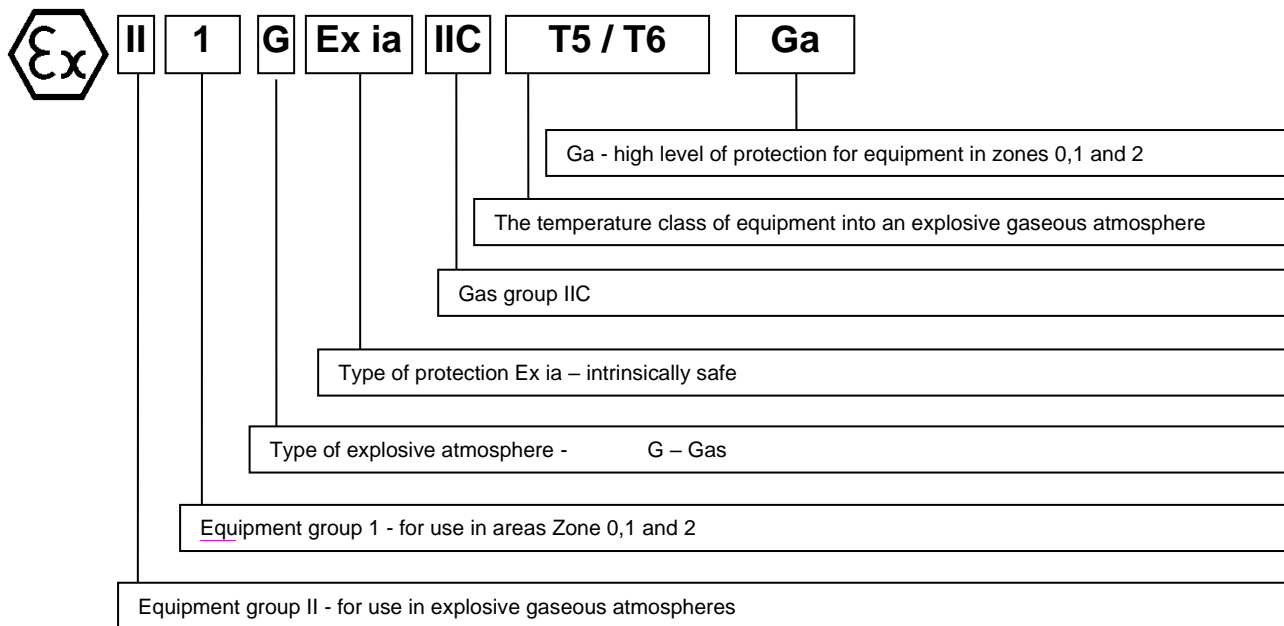 Ex II 1 G Ex ia IIC T5 / T6 Ga
Ga - high level of protection for equipment in zones 0,1 and 2
The temperature class of equipment into an explosive gaseous atmosphere
Gas group IIC
Type of protection Ex ia – intrinsically safe
Type of explosive atmosphere - G – Gas
Equipment group 1 - for use in areas Zone 0,1 and 2
Equipment group II - for use in explosive gaseous atmospheres